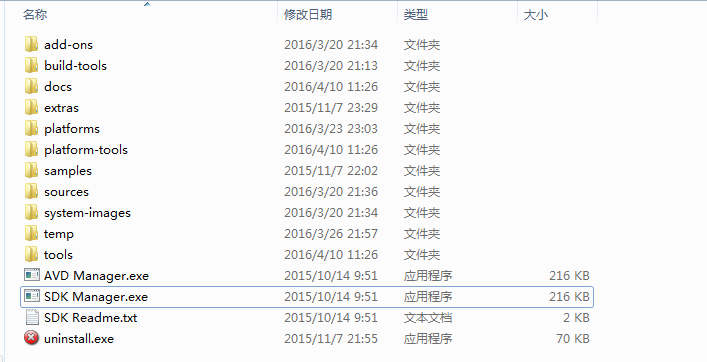 名称 修改日期 类型 大小
add-ons 2016/3/20 21:34 文件夹
build-tools 2016/3/20 21:13 文件夹
docs 2016/4/10 11:26 文件夹
extras 2015/11/7 23:29 文件夹
platforms 2016/3/23 23:03 文件夹
platform-tools 2016/4/10 11:26 文件夹
samples 2015/11/7 22:02 文件夹
sources 2016/3/20 21:36 文件夹
system-images 2016/3/20 21:34 文件夹
temp 2016/3/26 21:57 文件夹
tools 2016/4/10 11:26 文件夹
AVD Manager.exe 2015/10/14 9:51 应用程序 216 KB
SDK Manager.exe 2015/10/14 9:51 应用程序 216 KB
SDK Readme.txt 2015/10/14 9:51 文本文档 2 KB
uninstall.exe 2015/11/7 21:55 应用程序 70 KB